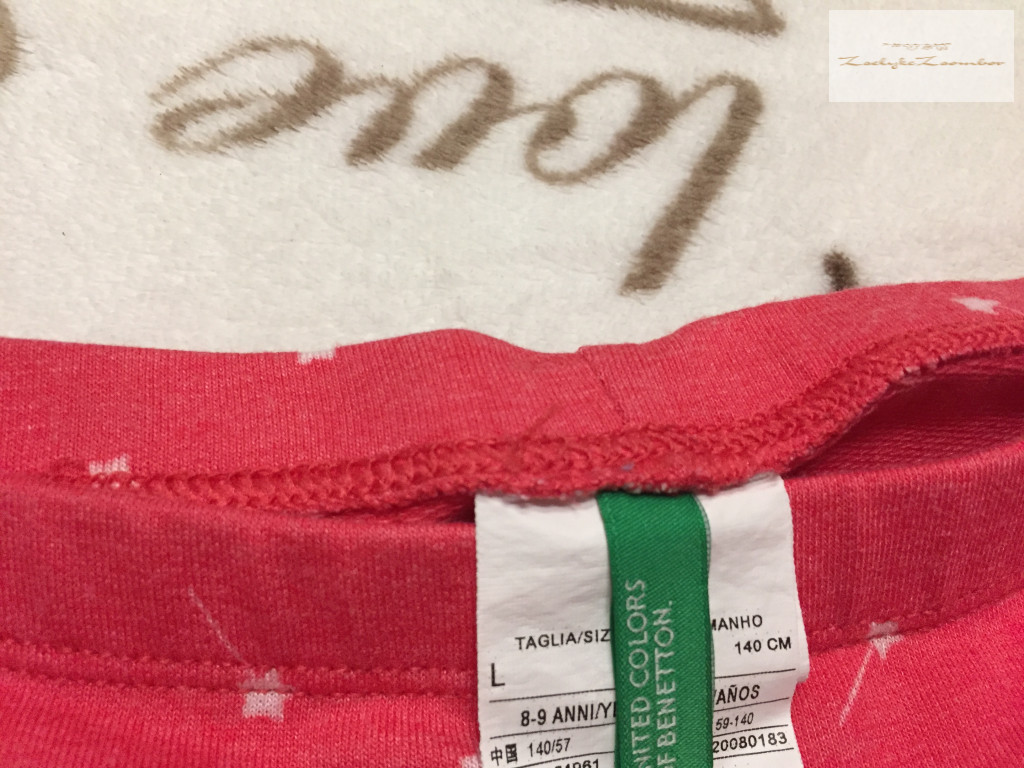 love
TAGLIA/SIZ
MANHO
L
140 CM
8-9 ANNI/Y
/AÑOS
中国 140/57
59-140
20080183
UNITED COLORS
OF BENETTON.